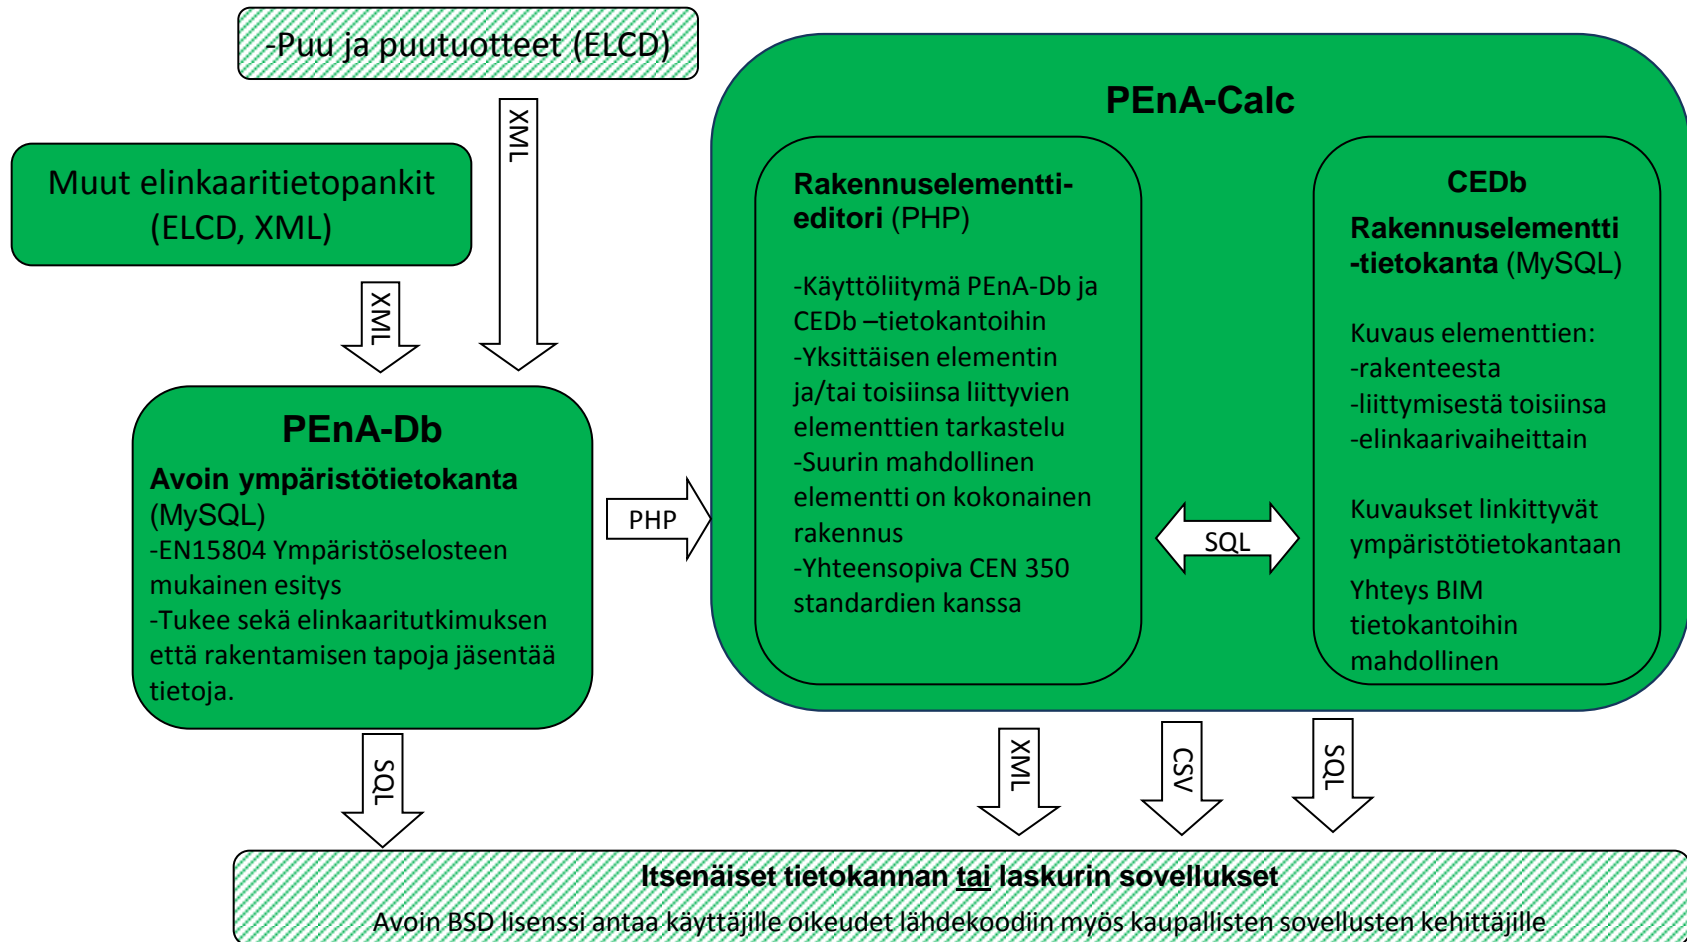 -Puu ja puutuotteet (ELCD)
XML
Muut elinkaaritietopankit
(ELCD, XML)
XML
PEnA-Db
Avoin ympäristötietokanta
(MySQL)
-EN15804 Ympäristöselosteen
mukainen esitys
-Tukee sekä elinkaaritutkimuksen
että rakentamisen tapoja jäsentää
tietoja.
PHP
PEnA-Calc
Rakennuselementti-
editori (PHP)
-Käyttöliitymä PEnA-Db ja
CEDb –tietokantoihin
-Yksittäisen elementin
ja/tai toisiinsa liittyvien
elementtien tarkastelu
-Suurin mahdollinen
elementti on kokonainen
rakennus
-Yhteensopiva CEN 350
standardien kanssa
SQL
CEDb
Rakennuselementti
-tietokanta (MySQL)
Kuvaus elementtien:
-rakenteesta
-liittymisestä toisiinsa
-elinkaarivaiheittain
Kuvaukset linkittyvät
ympäristötietokantaan
Yhteys BIM
tietokantoihin
mahdollinen
SQL
XML
CSV
SQL
Itsenäiset tietokannan tai laskurin sovellukset
Avoin BSD lisenssi antaa käyttäjille oikeudet lähdekoodiin myös kaupallisten sovellusten kehittäjille